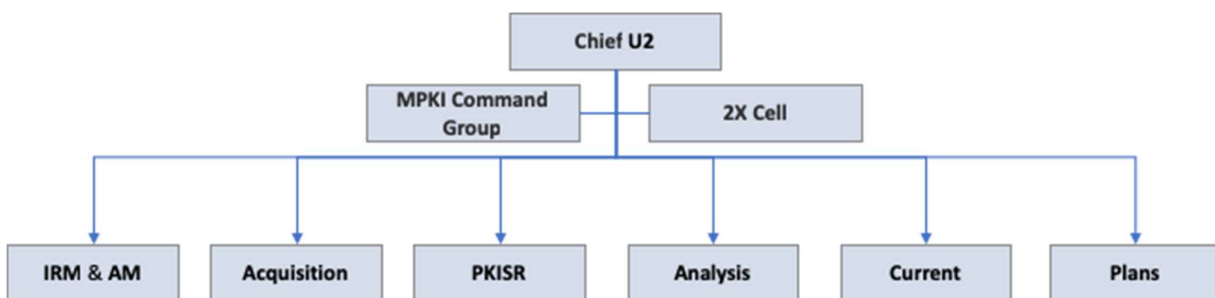 Chief U2
MPKI Command
Group
2X Cell
IRM & AM
Acquisition
PKISR
Analysis
Current
Plans